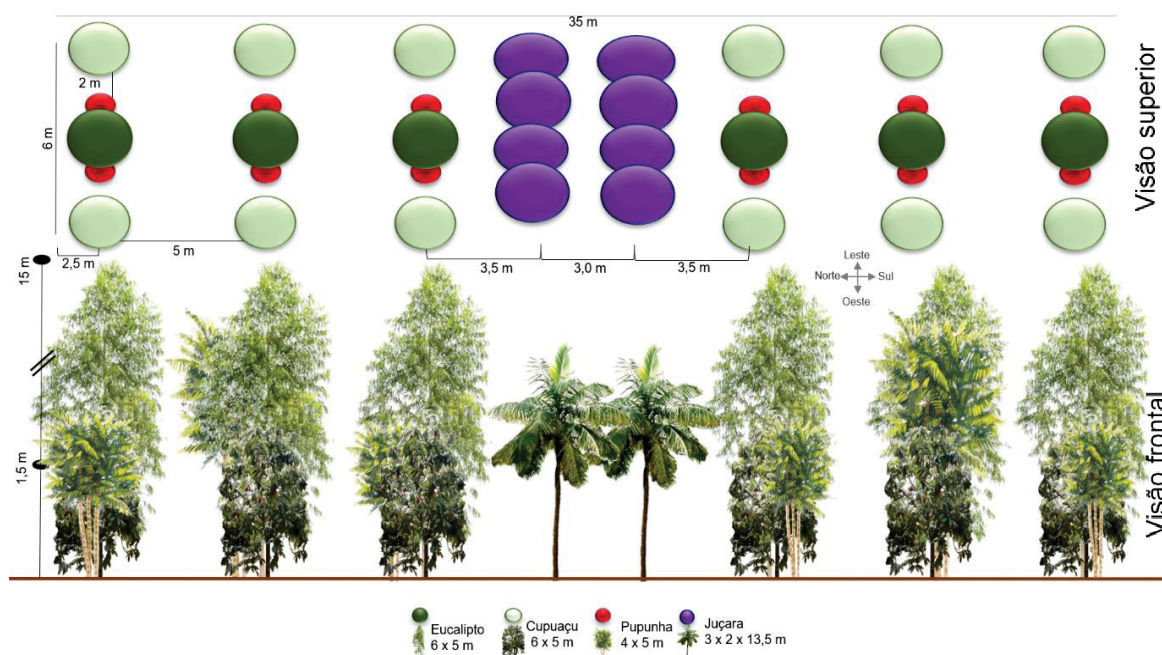 35 m
2 m
6 m
Visão superior
5 m
2,5 m
3,5 m
3,0 m
3,5 m
Leste
Norte
Sul
Oeste
15 m
1,5 m
Visão frontal
Eucalipto
6 x 5 m
Cupuaçu
6 x 5 m
Pupunha
4 x 5 m
Juçara
3 x 2 x 13,5 m